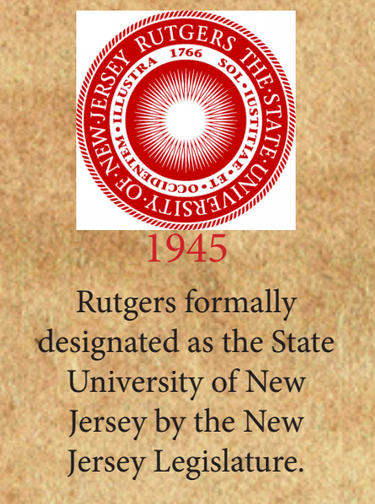 RUTGERS·THE·STATE·UNIVERSITY·OF·NEW·JERSEY
1766
SOL·IUSTITIAE·ET·OCCIDENTEM·ILLUSTRA
1945
Rutgers formally
designated as the State
University of New
Jersey by the New
Jersey Legislature.